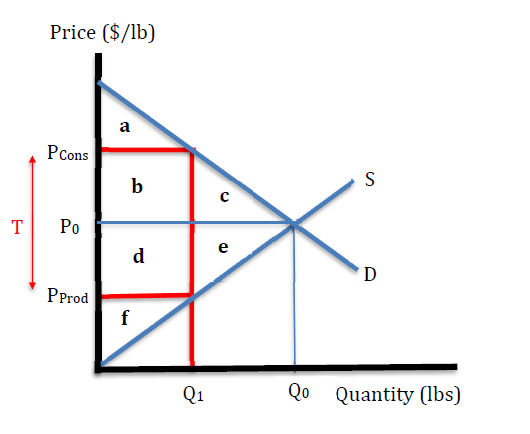 Price ($/lb)
a
PCons
b
S
c
T
P0
d
e
D
PProd
f
Q1
Q0
Quantity (lbs)